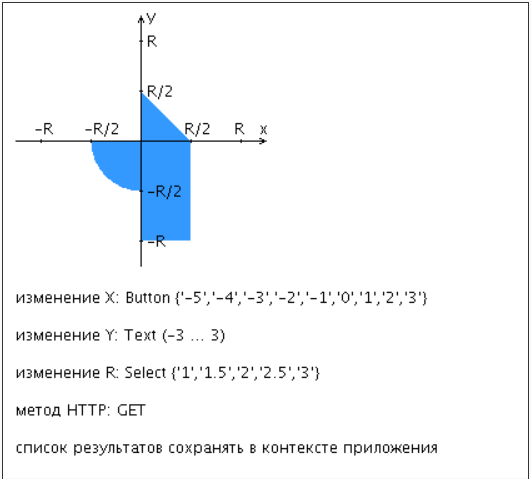 y
R
R/2
-R -R/2 R/2 R x
-R/2
-R
изменение X: Button {'-5','-4','-3','-2','-1','0','1','2','3'}
изменение Y: Text (-3 ... 3)
изменение R: Select {'1','1.5','2','2.5','3'}
метод HTTP: GET
список результатов сохранять в контексте приложения